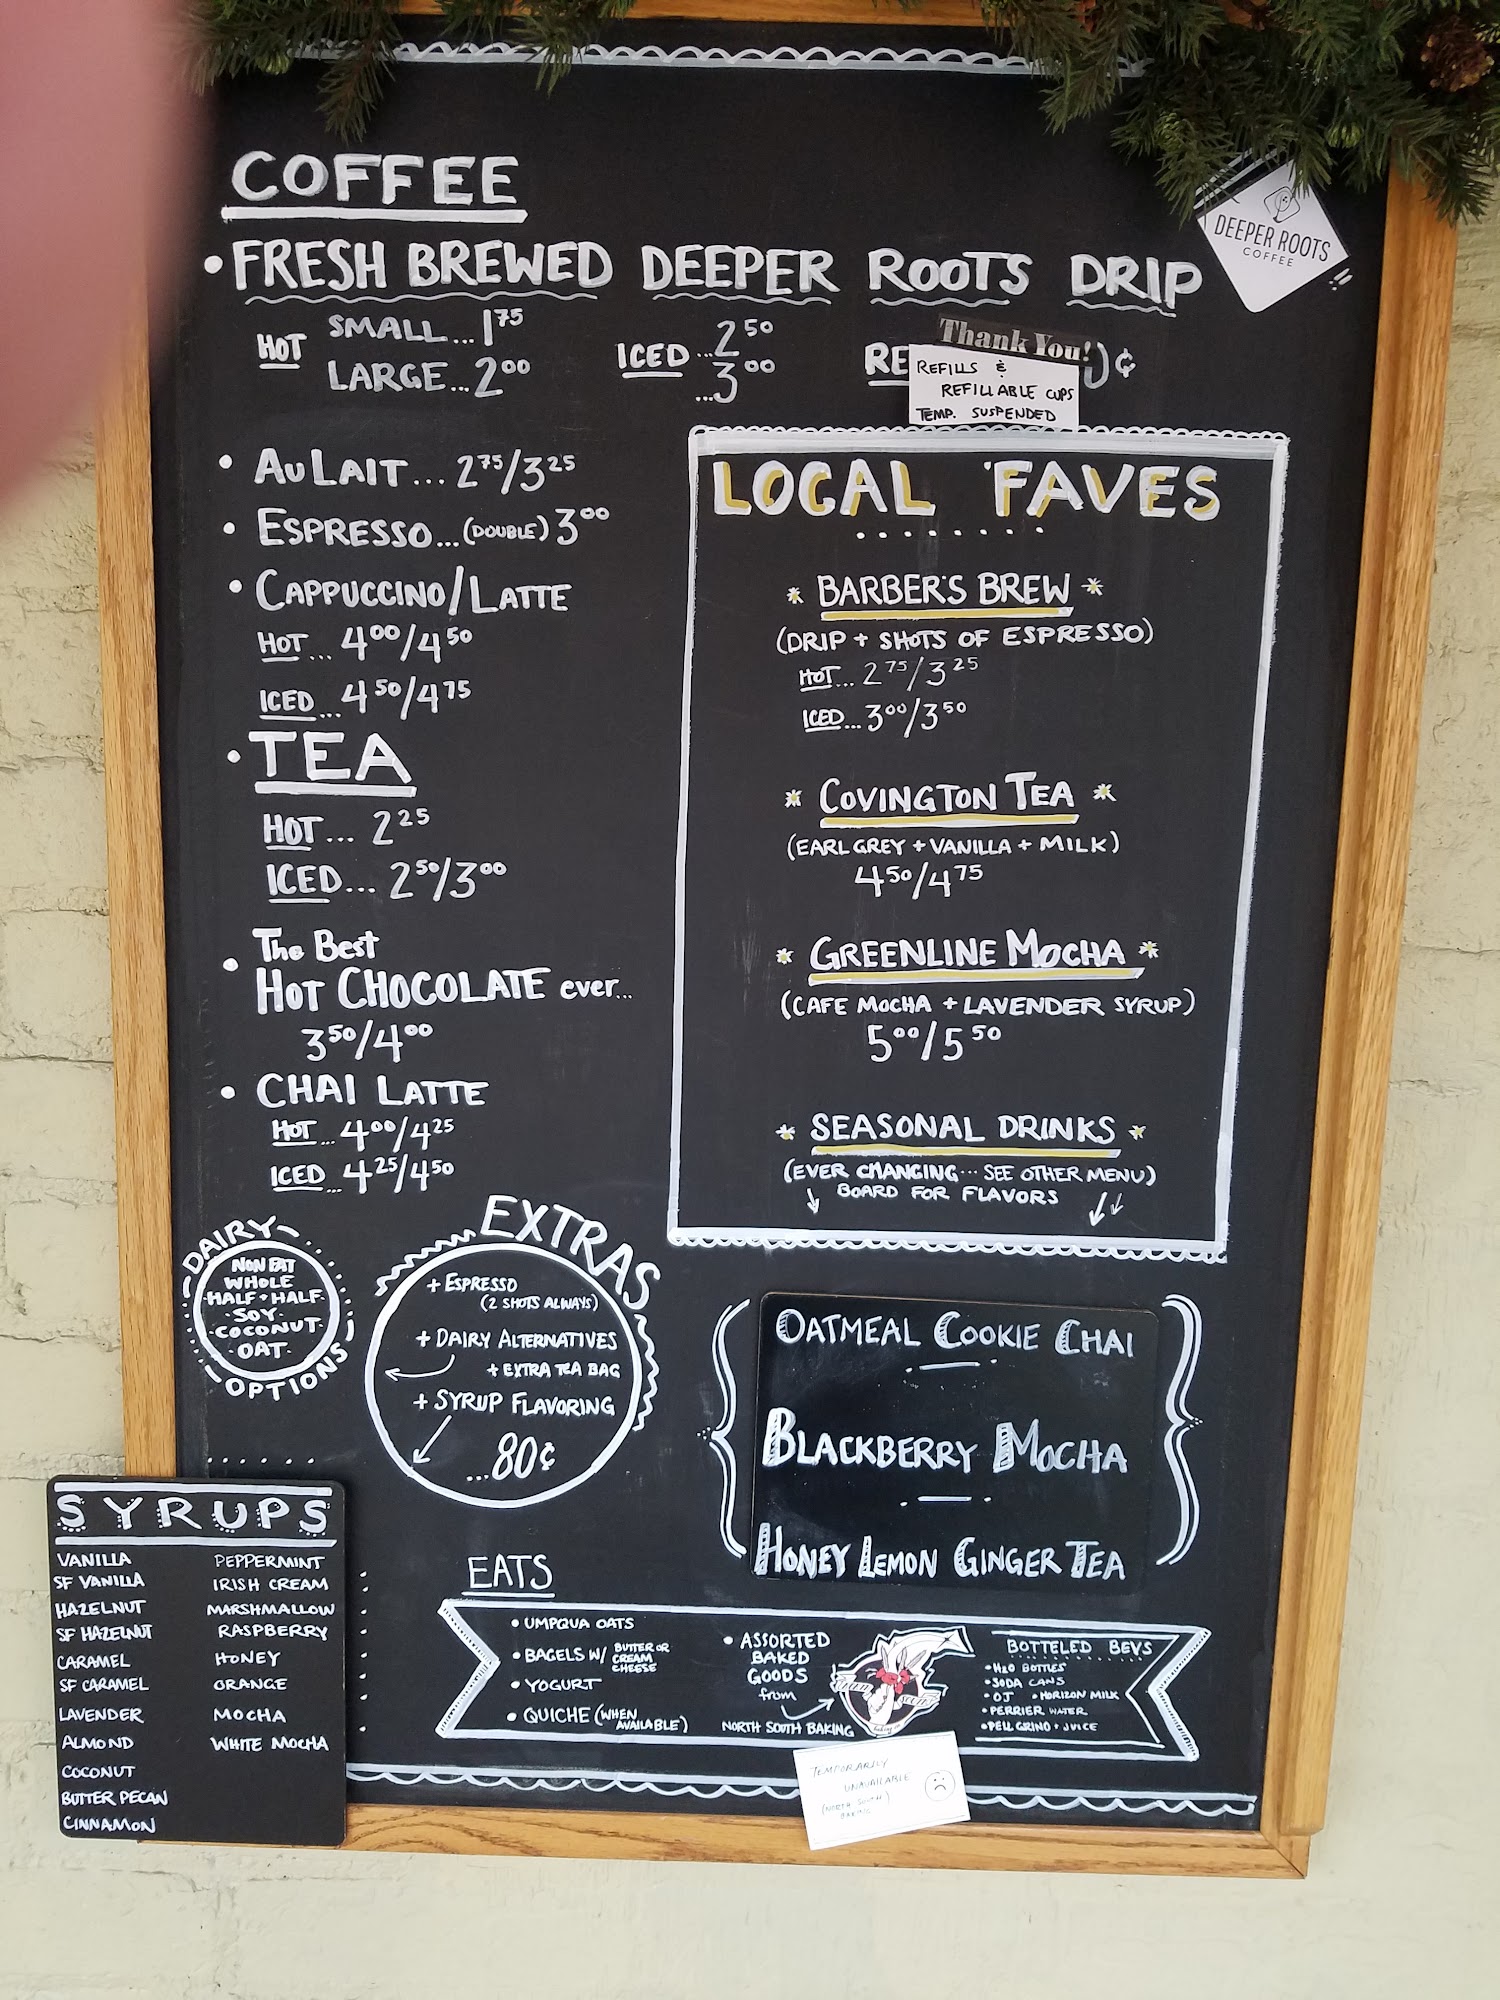 COFFEE
DEEPER ROOTS
COFFEE
• FRESH BREWED DEEPER ROOTS DRIP
HOT SMALL... 1 75
LARGE... 2 00
ICED ... 2 50
... 3 00
RE
Thank You!
¢
REFILLS &
REFILLABLE CUPS
TEMP. SUSPENDED
• AU LAIT... 2 75/3 25
• ESPRESSO... (DOUBLE) 3 00
• CAPPUCCINO/LATTE
HOT... 4 00/4 50
ICED... 4 50/4 75
• TEA
HOT... 2 25
ICED... 2 50/3 00
• The Best
HOT CHOCOLATE ever...
3 50/4 00
• CHAI LATTE
HOT... 4 00/4 25
ICED... 4 25/4 50
LOCAL FAVES
* BARBER'S BREW *
(DRIP + SHOTS OF ESPRESSO)
HOT... 2 75/3 25
ICED... 3 00/3 50
* COVINGTON TEA *
(EARL GREY + VANILLA + MILK)
4 50/4 75
* GREENLINE MOCHA *
(CAFE MOCHA + LAVENDER SYRUP)
5 00/5 50
* SEASONAL DRINKS *
(EVER CHANGING... SEE OTHER MENU)
BOARD FOR FLAVORS
DAIRY
NONFAT
WHOLE
HALF + HALF
· SOY ·
· COCONUT ·
· OAT ·
OPTIONS
EXTRAS
+ ESPRESSO
(2 SHOTS ALWAYS)
+ DAIRY ALTERNATIVES
+ EXTRA TEA BAG
+ SYRUP FLAVORING
...80¢
OATMEAL COOKIE CHAI
BLACKBERRY MOCHA
HONEY LEMON GINGER TEA
SYRUPS
VANILLA
SF VANILLA
HAZELNUT
SF HAZELNUT
CARAMEL
SF CARAMEL
LAVENDER
ALMOND
COCONUT
BUTTER PECAN
CINNAMON
PEPPERMINT
IRISH CREAM
MARSHMALLOW
RASPBERRY
HONEY
ORANGE
MOCHA
WHITE MOCHA
EATS
• UMPQUA OATS
• BAGELS W/ BUTTER OR
CREAM
CHEESE
• YOGURT
• QUICHE (WHEN
AVAILABLE)
• ASSORTED
BAKED
GOODS
from
NORTH SOUTH BAKING
BOTTELED BEVS
• H2O BOTTLES
• SODA CANS
• OJ • HORIZON MILK
• PERRIER WATER
• PELLGRINO • JUICE
TEMPORARILY
UNAVAILABLE
(NORTH SOUTH)
BAKING